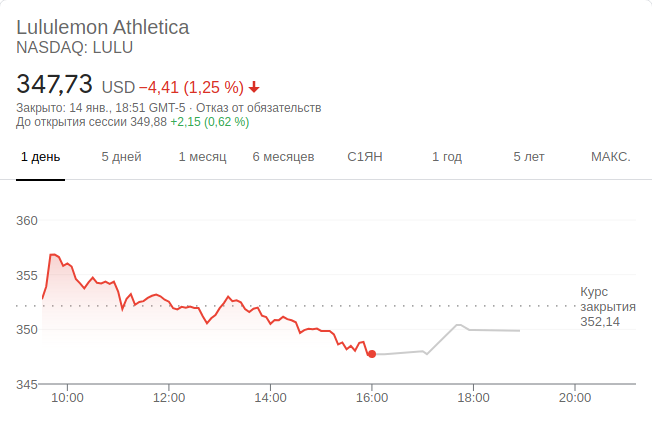 Lululemon Athletica
NASDAQ: LULU
347,73 USD −4,41 (1,25 %)
Закрыто: 14 янв., 18:51 GMT-5 · Отказ от обязательств
До открытия сессии 349,88 +2,15 (0,62 %)
1 день 5 дней 1 месяц 6 месяцев С1ЯН 1 год 5 лет МАКС.
360
355
Курс
закрытия
352,14
350
345
10:00 12:00 14:00 16:00 18:00 20:00